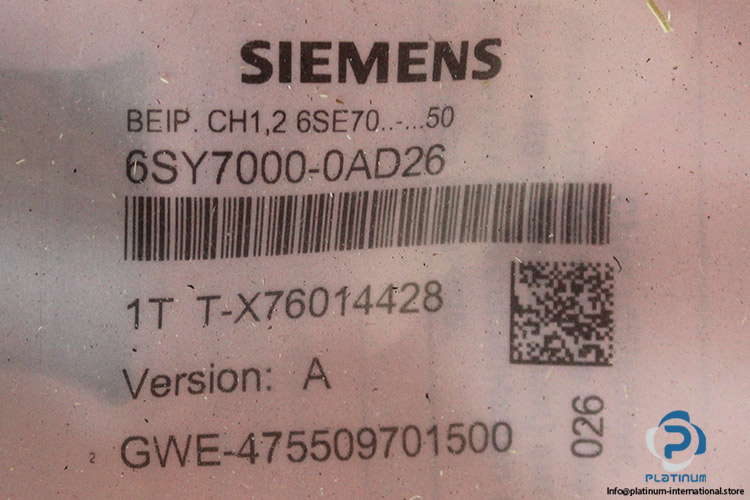 SIEMENS
BEIP. CH1,2 6SE70..-...50
6SY7000-0AD26
1T T-X76014428
Version: A
2 GWE-475509701500
026
PLATINUM
Info@platinum-international.store